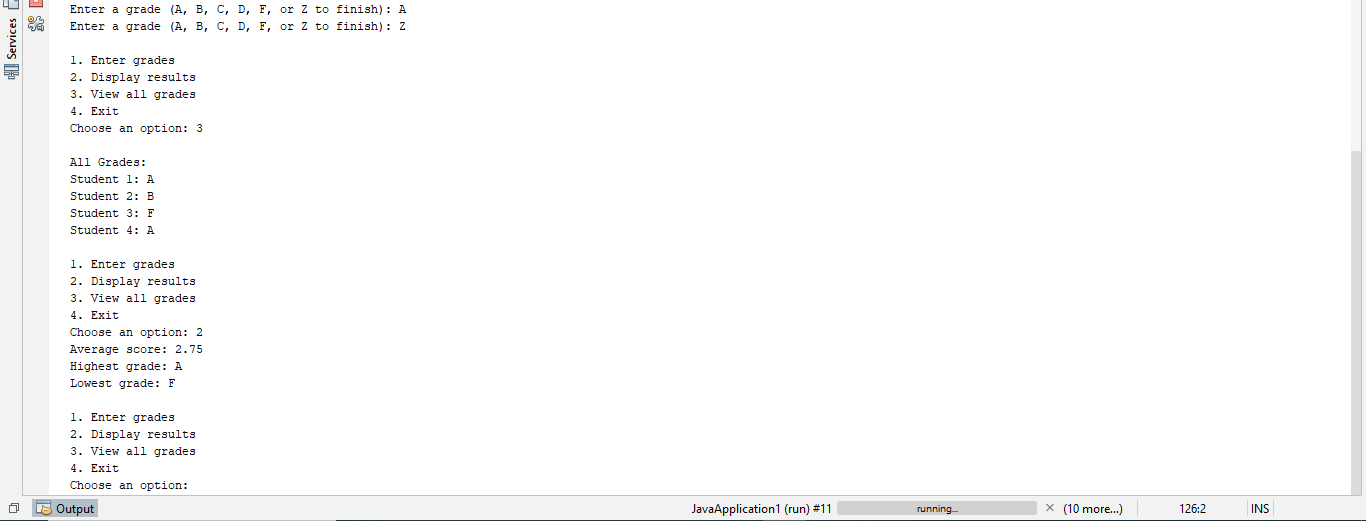 Services
Enter a grade (A, B, C, D, F, or Z to finish): A
Enter a grade (A, B, C, D, F, or Z to finish): Z
1. Enter grades
2. Display results
3. View all grades
4. Exit
Choose an option: 3
All Grades:
Student 1: A
Student 2: B
Student 3: F
Student 4: A
1. Enter grades
2. Display results
3. View all grades
4. Exit
Choose an option: 2
Average score: 2.75
Highest grade: A
Lowest grade: F
1. Enter grades
2. Display results
3. View all grades
4. Exit
Choose an option:
Output
JavaApplication1 (run) #11 running... (10 more...) 126:2 INS